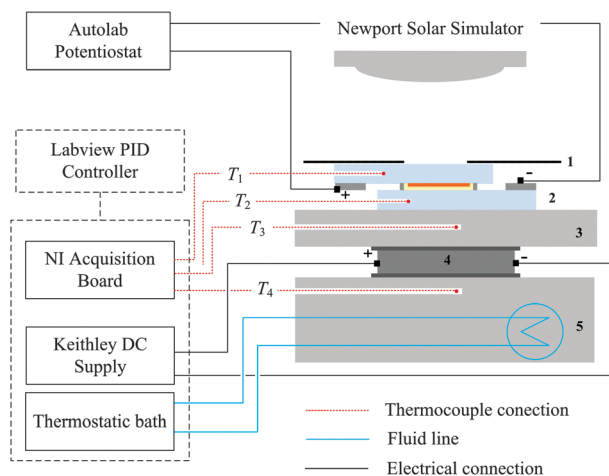 Autolab
Potentiostat
Newport Solar Simulator
Labview PID
Controller
T1
T2
T3
T4
1
2
3
4
5
+
-
+
-
NI Acquisition
Board
Keithley DC
Supply
Thermostatic bath
Thermocouple conection
Fluid line
Electrical connection